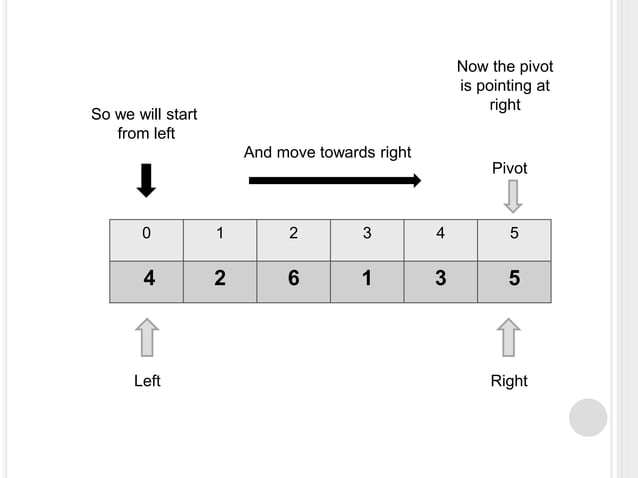 Now the pivot
is pointing at
right
So we will start
from left
And move towards right
Pivot
0 1 2 3 4 5
4 2 6 1 3 5
Left Right